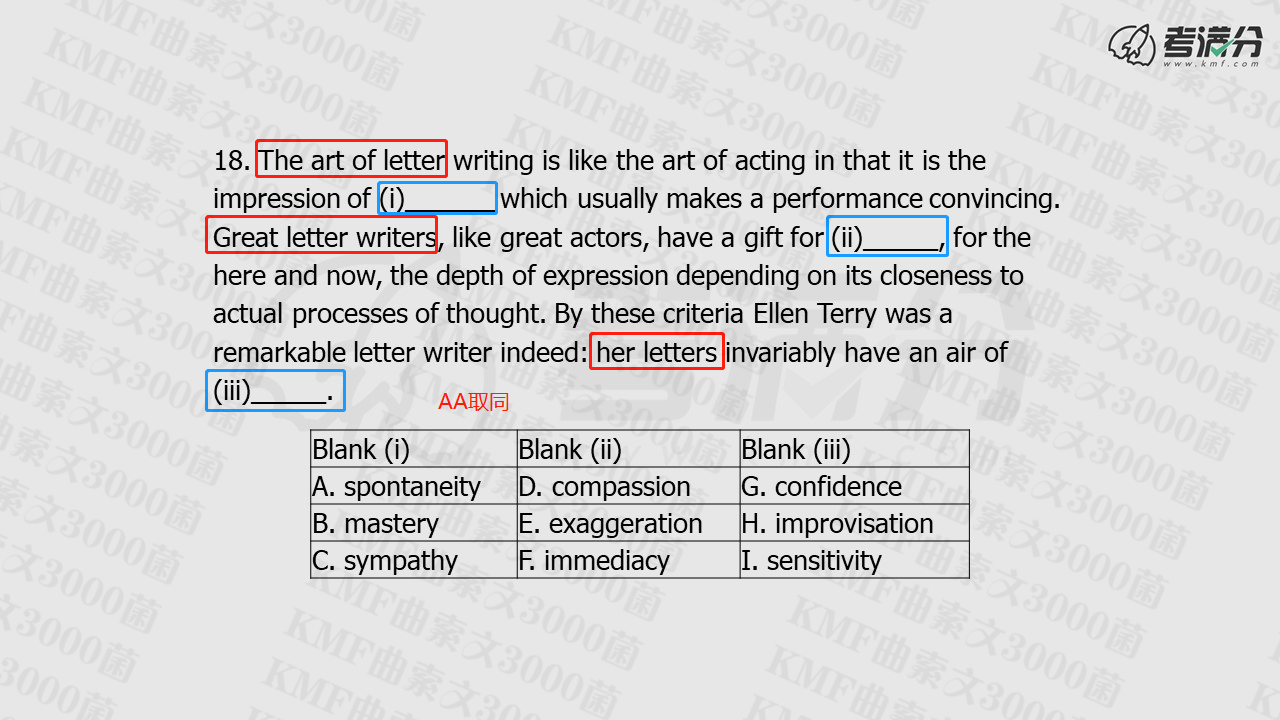 考满分
www.kmf.com
18. The art of letter writing is like the art of acting in that it is the
impression of (i)______ which usually makes a performance convincing.
Great letter writers, like great actors, have a gift for (ii)_____, for the
here and now, the depth of expression depending on its closeness to
actual processes of thought. By these criteria Ellen Terry was a
remarkable letter writer indeed: her letters invariably have an air of
(iii)_____.
AA取同
Blank (i) Blank (ii) Blank (iii)
A. spontaneity D. compassion G. confidence
B. mastery E. exaggeration H. improvisation
C. sympathy F. immediacy I. sensitivity
KMF曲索文3000菌